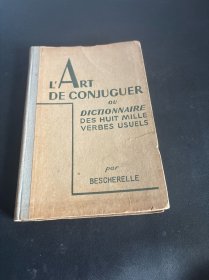 L'ART
DE CONJUGUER
OU
DICTIONNAIRE
DES HUIT MILLE
VERBES USUELS
par
BESCHERELLE